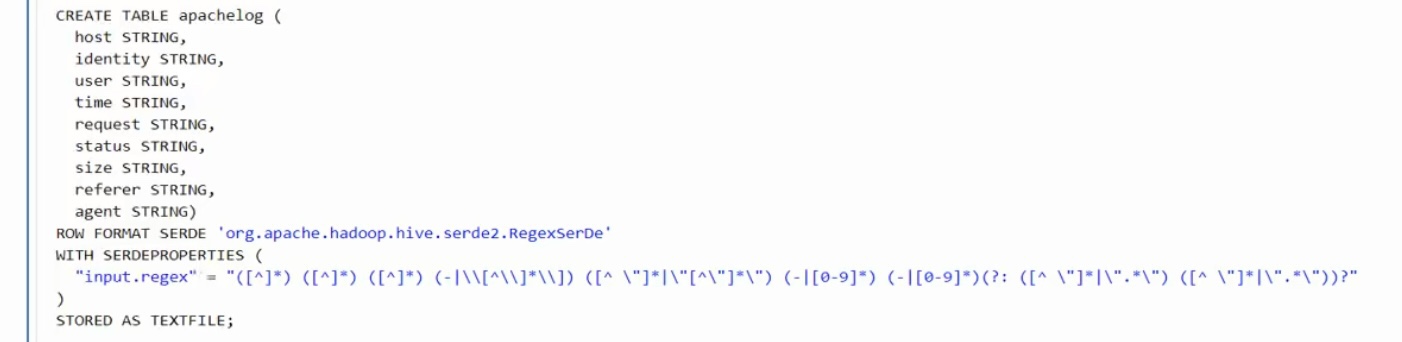 CREATE TABLE apachelog (
host STRING,
identity STRING,
user STRING,
time STRING,
request STRING,
status STRING,
size STRING,
referer STRING,
agent STRING)
ROW FORMAT SERDE 'org.apache.hadoop.hive.serde2.RegexSerDe'
WITH SERDEPROPERTIES (
"input.regex" = "([^]*) ([^]*) ([^]*) (-|\\[^\\]*\\]) ([^ \"]*|\"[^\"]*\") (-|[0-9]*) (-|[0-9]*)(?: ([^ \"]*|\".*\") ([^ \"]*|\".*\"))?"
)
STORED AS TEXTFILE;